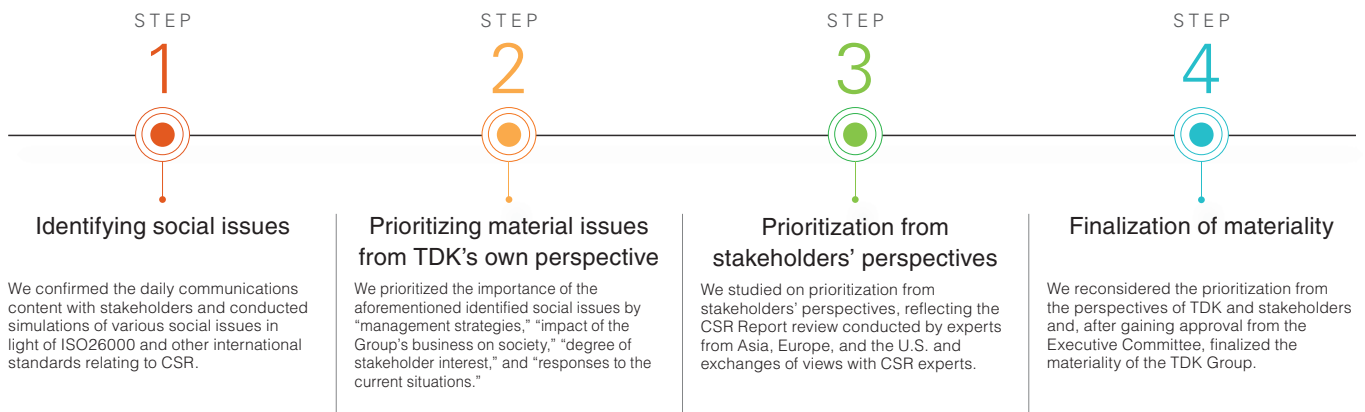 STEP
1
Identifying social issues
We confirmed the daily communications
content with stakeholders and conducted
simulations of various social issues in
light of ISO26000 and other international
standards relating to CSR.
STEP
2
Prioritizing material issues
from TDK's own perspective
We prioritized the importance of the
aforementioned identified social issues by
“management strategies,” “impact of the
Group's business on society,” “degree of
stakeholder interest,” and “responses to the
current situations.”
STEP
3
Prioritization from
stakeholders' perspectives
We studied on prioritization from
stakeholders' perspectives, reflecting the
CSR Report review conducted by experts
from Asia, Europe, and the U.S. and
exchanges of views with CSR experts.
STEP
4
Finalization of materiality
We reconsidered the prioritization from
the perspectives of TDK and stakeholders
and, after gaining approval from the
Executive Committee, finalized the
materiality of the TDK Group.